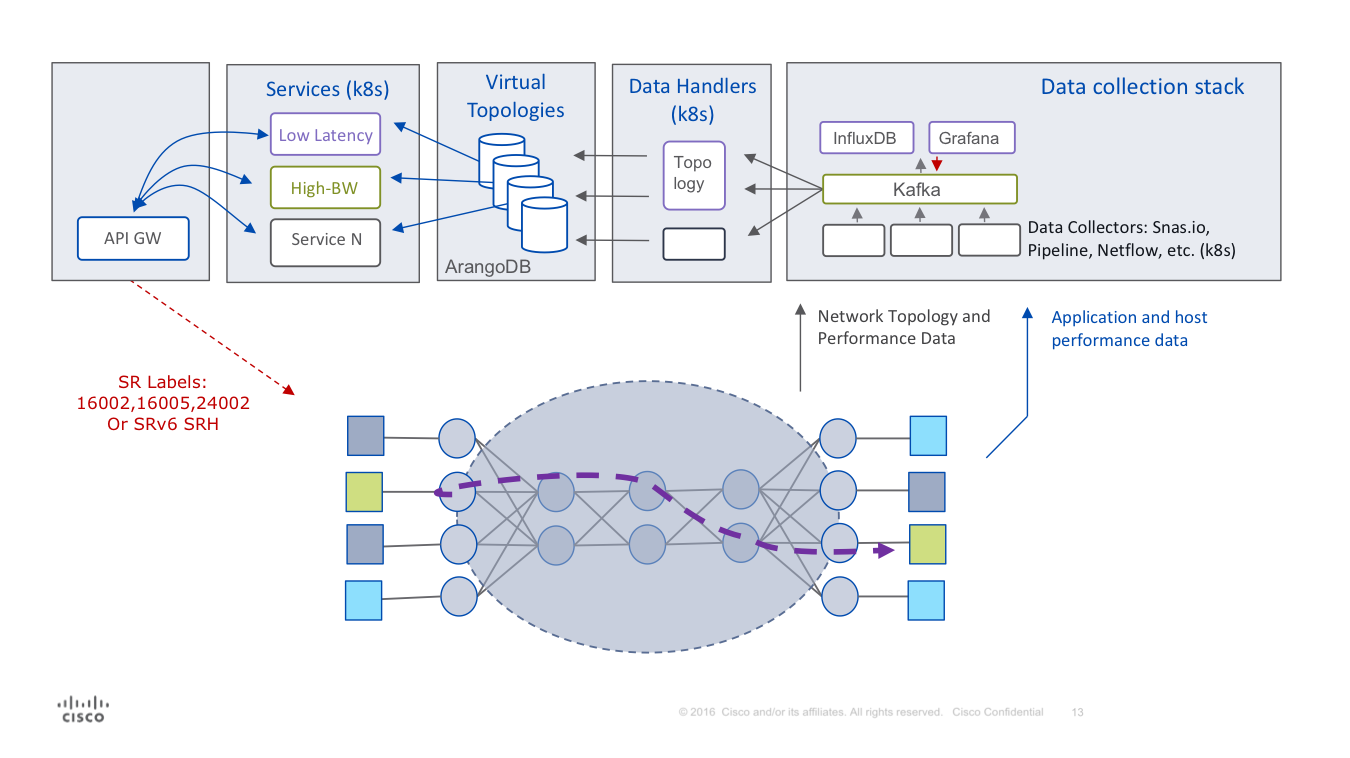 Services (k8s)
Low Latency
High-BW
Service N
API GW
Virtual
Topologies
ArangoDB
Data Handlers
(k8s)
Topo
logy
Data collection stack
InfluxDB
Grafana
Kafka
Data Collectors: Snas.io,
Pipeline, Netflow, etc. (k8s)
Network Topology and
Performance Data
Application and host
performance data
SR Labels:
16002,16005,24002
Or SRv6 SRH
CISCO
© 2016 Cisco and/or its affiliates. All rights reserved. Cisco Confidential
13